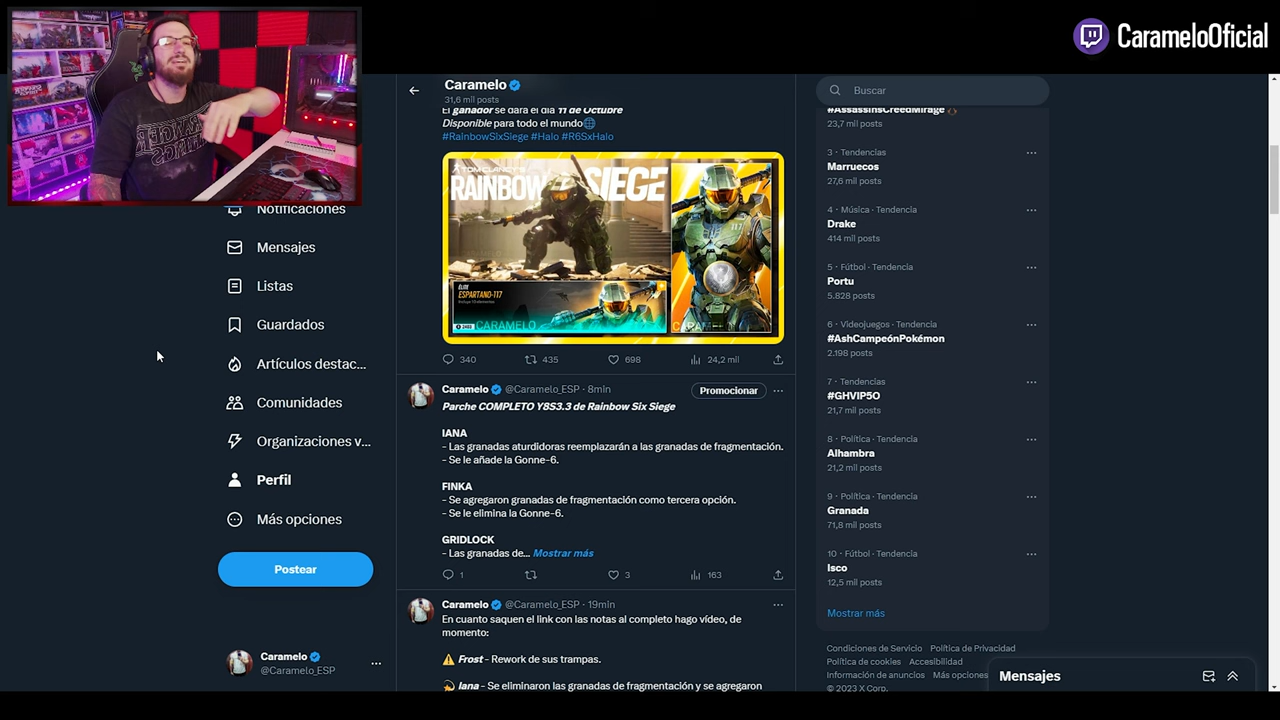 CarameloOficial
Caramelo
31,6 mil posts
El ganador se dará el día 11 de Octubre
Disponible para todo el mundo
#RainbowSixSiege #Halo #R6SxHalo
TOM CLANCY'S
RAINBOW SIEGE
117
ÉLITE
ESPARTANO-117
CARAMELO
340
435
698
24,2 mil
Caramelo @Caramelo_ESP · 8min
Promocionar
Parche COMPLETO Y8S3.3 de Rainbow Six Siege
IANA
- Las granadas aturdidoras reemplazarán a las granadas de fragmentación.
- Se le añade la Gonne-6.
FINKA
- Se agregaron granadas de fragmentación como tercera opción.
- Se le elimina la Gonne-6.
GRIDLOCK
- Las granadas de... Mostrar más
1
3
163
Caramelo @Caramelo_ESP · 19min
En cuanto saquen el link con las notas al completo hago vídeo, de
momento:
Frost - Rework de sus trampas.
Iana - Se eliminaron las granadas de fragmentación y se agregaron
Notificaciones
Mensajes
Listas
Guardados
Artículos destac...
Comunidades
Organizaciones v...
Perfil
Más opciones
Postear
Caramelo
@Caramelo_ESP
Buscar
#AssassinsCreedMirage
23,7 mil posts
3 · Tendencias
Marruecos
27,6 mil posts
4 · Música · Tendencia
Drake
414 mil posts
5 · Fútbol · Tendencia
Portu
5.828 posts
6 · Videojuegos · Tendencia
#AshCampeónPokémon
2.198 posts
7 · Tendencias
#GHVIP5O
21,7 mil posts
8 · Política · Tendencia
Alhambra
21,2 mil posts
9 · Política · Tendencia
Granada
71,8 mil posts
10 · Fútbol · Tendencia
Isco
12,5 mil posts
Mostrar más
Condiciones de Servicio Política de Privacidad
Política de cookies Accesibilidad
Información de anuncios Más opciones
© 2023 X Corp.
Mensajes